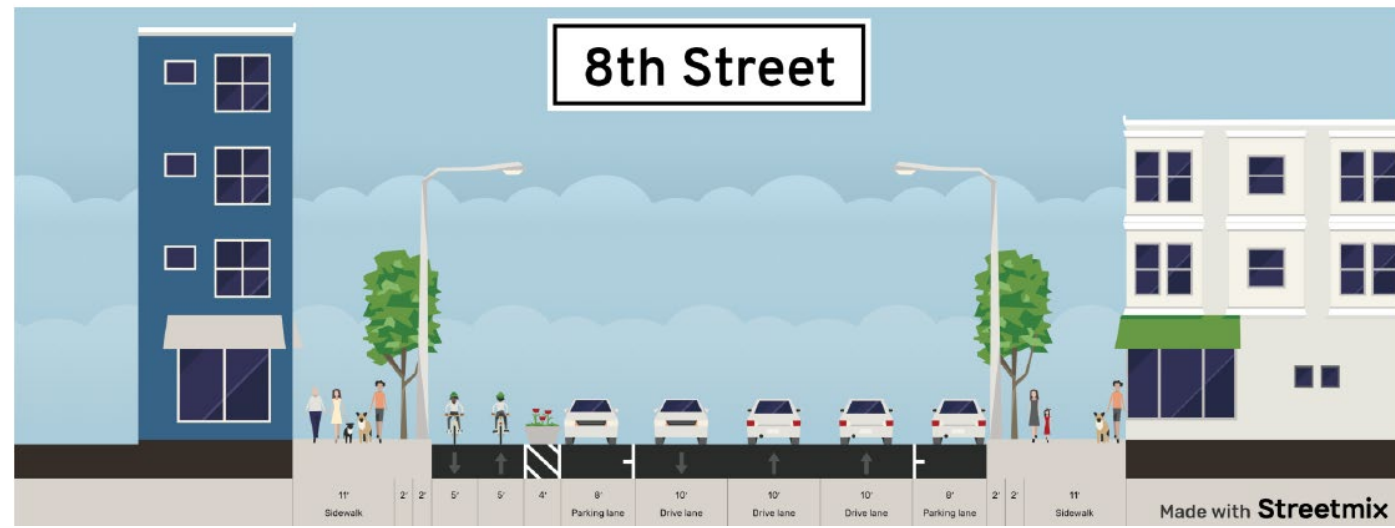 8th Street
11' 2' 2' 5' 5' 4' 8' 10' 10' 10' 8' 2' 2' 11'
Sidewalk Parking lane Drive lane Drive lane Drive lane Parking lane Sidewalk
Made with Streetmix